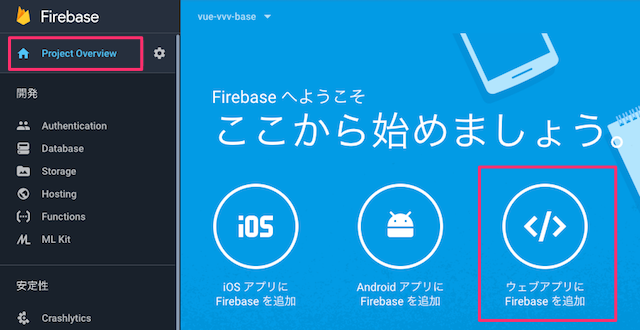 Firebase
vue-vvv-base
Project Overview
開発
Authentication
Database
Storage
Hosting
Functions
ML Kit
安定性
Crashlytics
Firebase へようこそ
ここから始めましょう。
iOS
iOS アプリに
Firebase を追加
Android アプリに
Firebase を追加
</>
ウェブアプリに
Firebase を追加